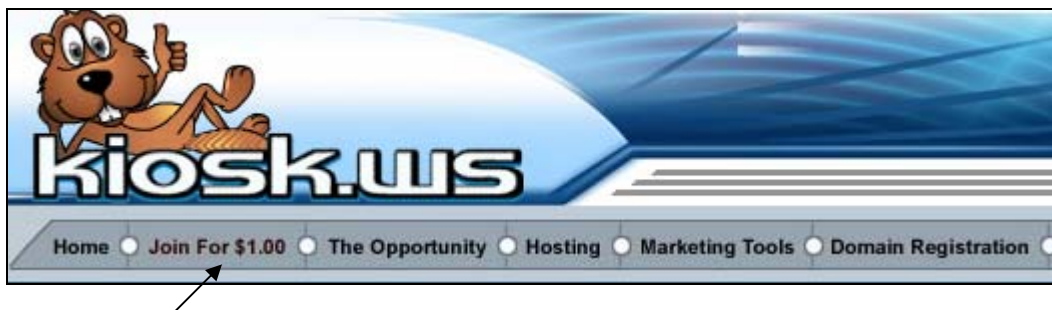 kiosk.ws
Home Join For $1.00 The Opportunity Hosting Marketing Tools Domain Registration